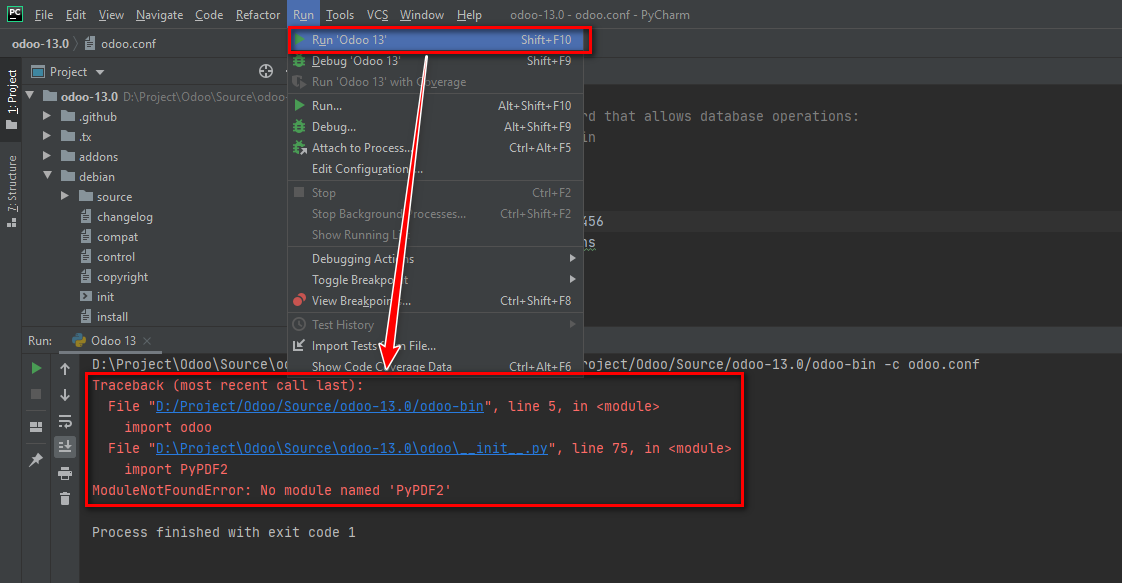 PC File Edit View Navigate Code Refactor Run Tools VCS Window Help odoo-13.0 - odoo.conf - PyCharm
odoo-13.0 odoo.conf
Run 'Odoo 13' Shift+F10
Debug 'Odoo 13' Shift+F9
Run 'Odoo 13' with Coverage
Run... Alt+Shift+F10
Debug... Alt+Shift+F9
Attach to Process... Ctrl+Alt+F5
Edit Configuration...
Stop Ctrl+F2
Stop Background Processes... Ctrl+Shift+F2
Show Running
Debugging Actions
Toggle Breakpoint
View Breakpoints... Ctrl+Shift+F8
Test History
Import Tests from File...
Show Code Coverage Data Ctrl+Alt+F6
1: Project
7: Structure
Project
odoo-13.0 D:\Project\Odoo\Source\odoo-
.github
.tx
addons
debian
source
changelog
compat
control
copyright
init
install
rd that allows database operations:
in
456
ns
Run: Odoo 13
D:\Project\Odoo\Source\od roject/Odoo/Source/odoo-13.0/odoo-bin -c odoo.conf
Traceback (most recent call last):
File "D:/Project/Odoo/Source/odoo-13.0/odoo-bin", line 5, in <module>
import odoo
File "D:\Project\Odoo\Source\odoo-13.0\odoo\__init__.py", line 75, in <module>
import PyPDF2
ModuleNotFoundError: No module named 'PyPDF2'
Process finished with exit code 1